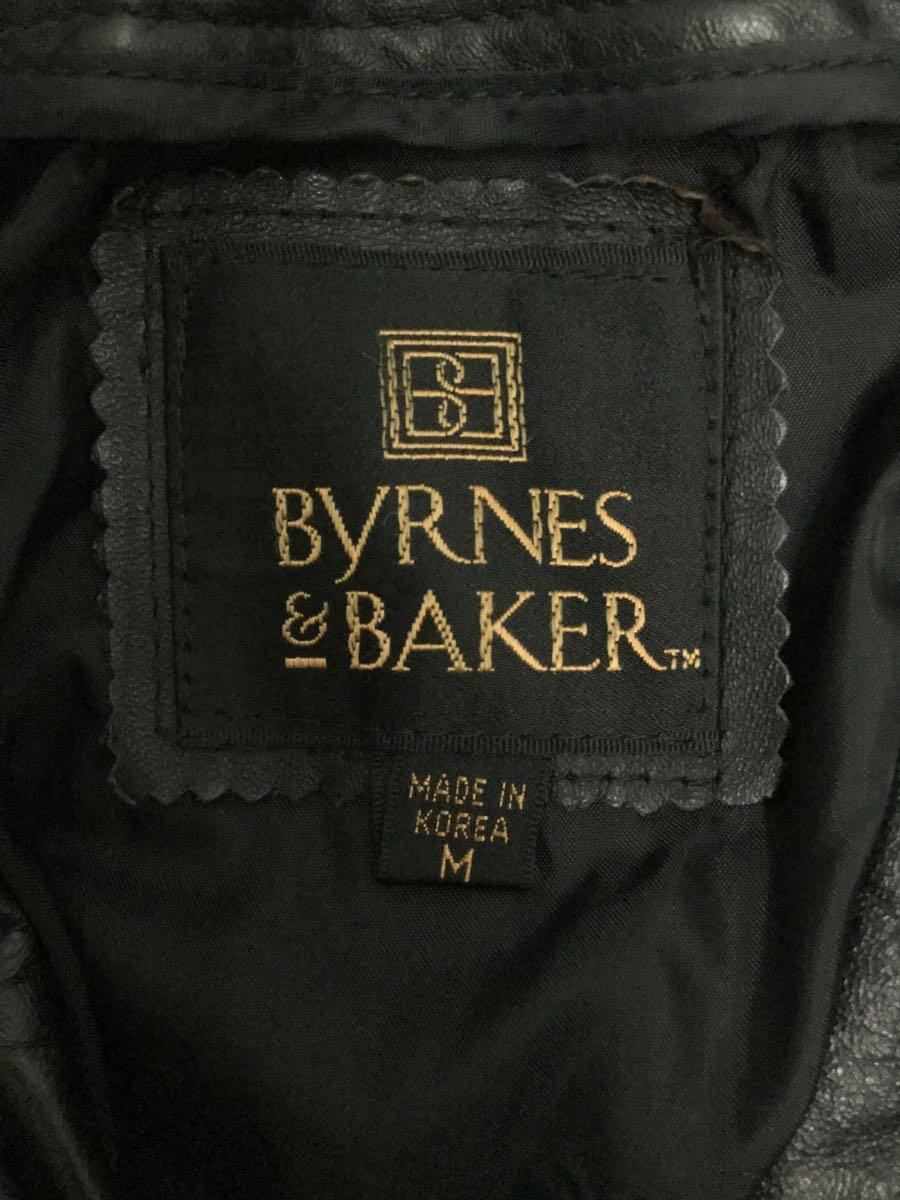 BYRNES
& BAKER™
MADE IN
KOREA
M